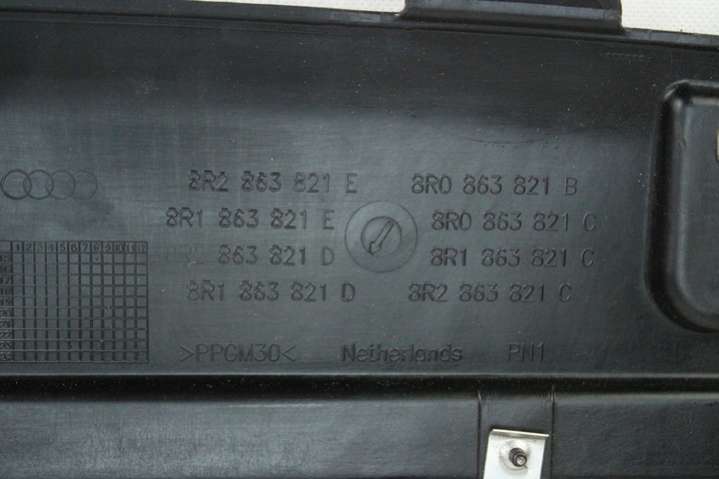 8R2 863 821 E 8R0 863 821 B
8R1 863 821 E 8R0 863 821 C
863 821 D 8R1 863 821 C
8R1 863 821 D 8R2 863 821 C
>PPGM30< Netherlands PN1